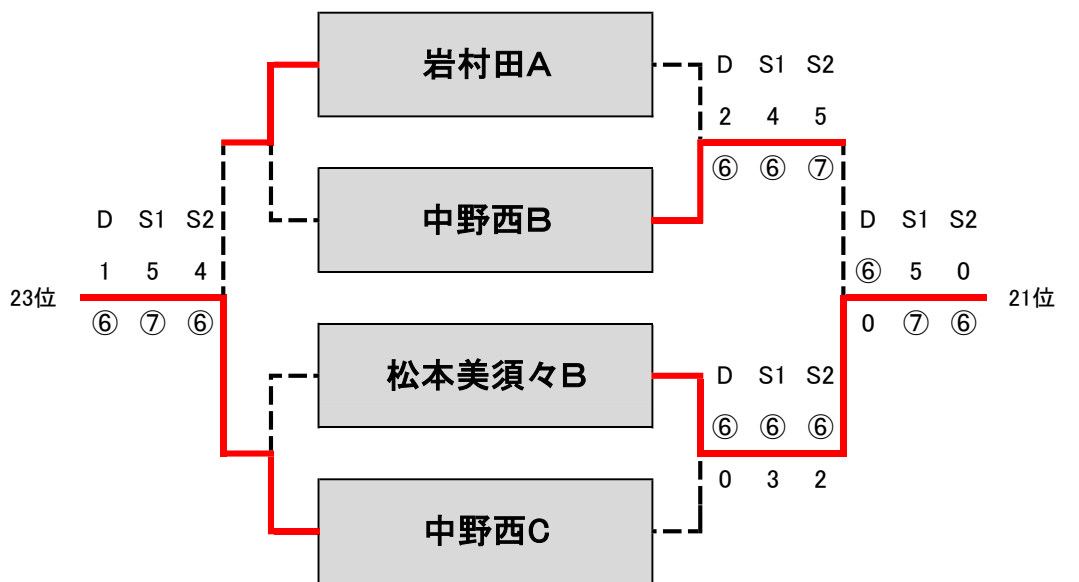 岩村田A
D S1 S2
2 4 5
⑥ ⑥ ⑦
中野西B
D S1 S2
1 5 4
23位
⑥ ⑦ ⑥
D S1 S2
⑥ 5 0
21位
0 ⑦ ⑥
松本美須々B
D S1 S2
⑥ ⑥ ⑥
0 3 2
中野西C